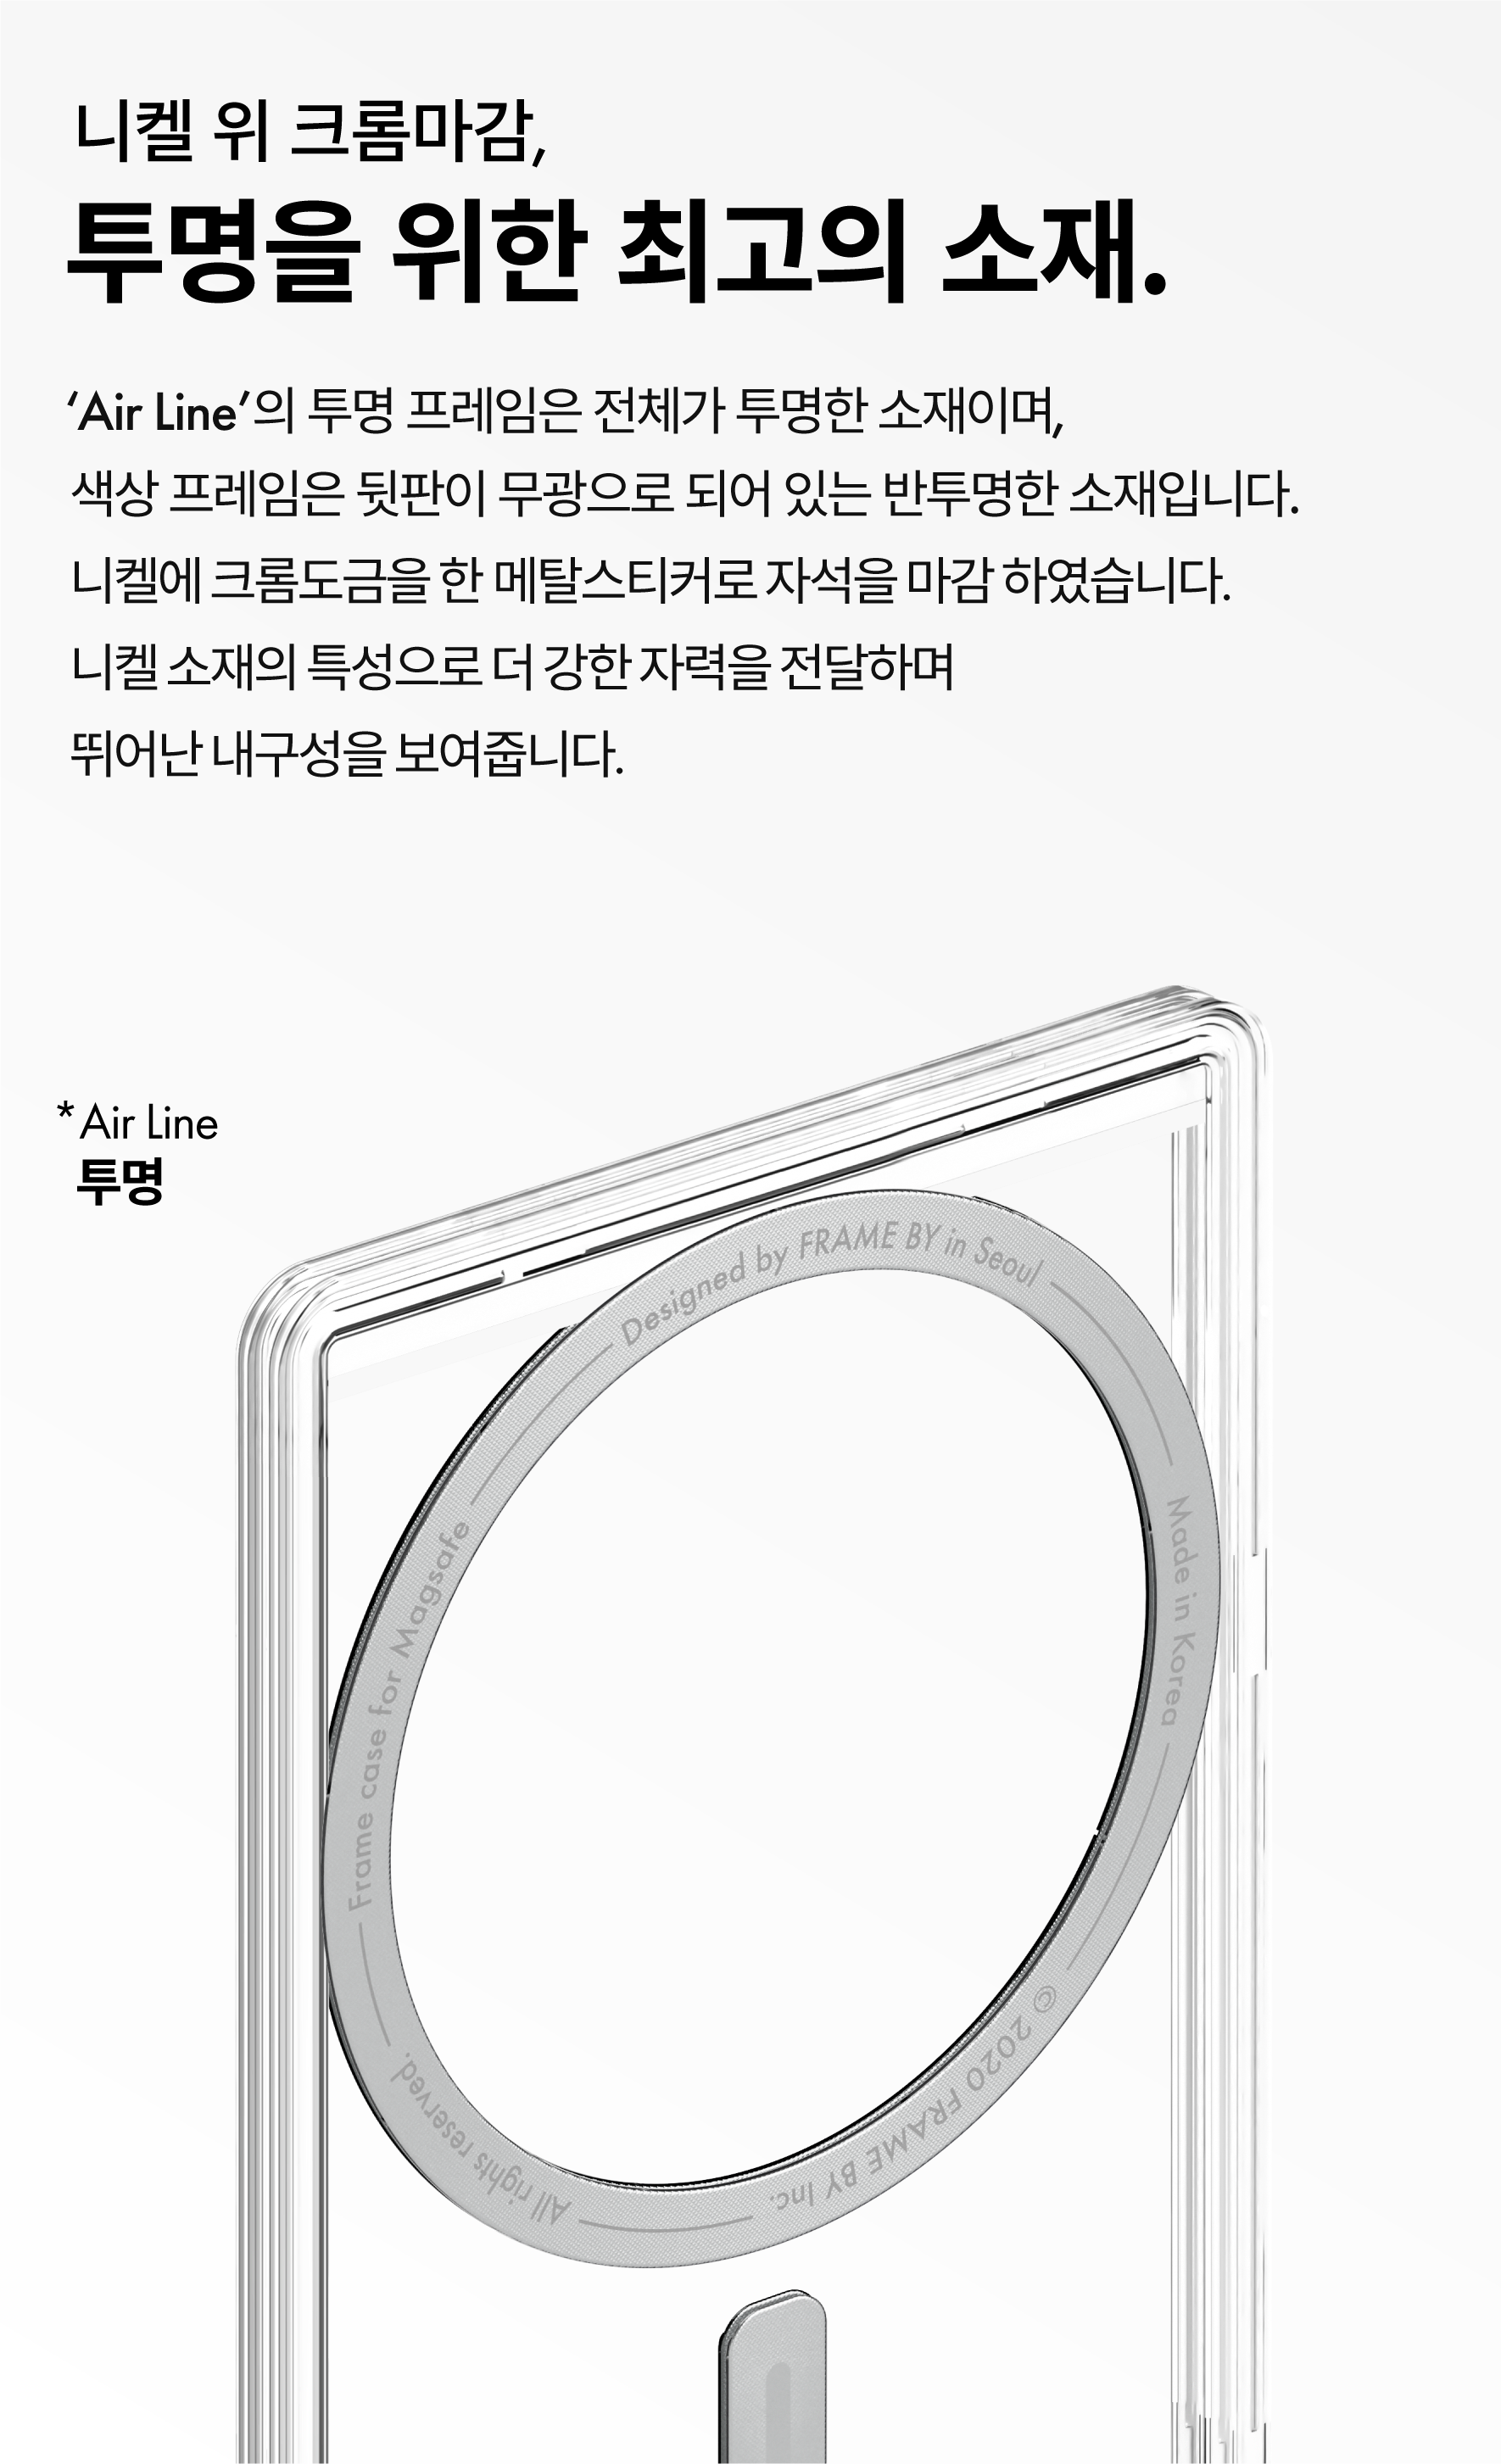 니켈 위 크롬마감,
투명을 위한 최고의 소재.
‘Air Line’의 투명 프레임은 전체가 투명한 소재이며,
색상 프레임은 뒷판이 무광으로 되어 있는 반투명한 소재입니다.
니켈에 크롬도금을 한 메탈스티커로 자석을 마감 하였습니다.
니켈 소재의 특성으로 더 강한 자력을 전달하며
뛰어난 내구성을 보여줍니다.
* Air Line
투명
Designed by FRAME BY in Seoul
Made in Korea
© 2020 FRAME BY Inc.
All rights reserved.
Frame case for Magsafe